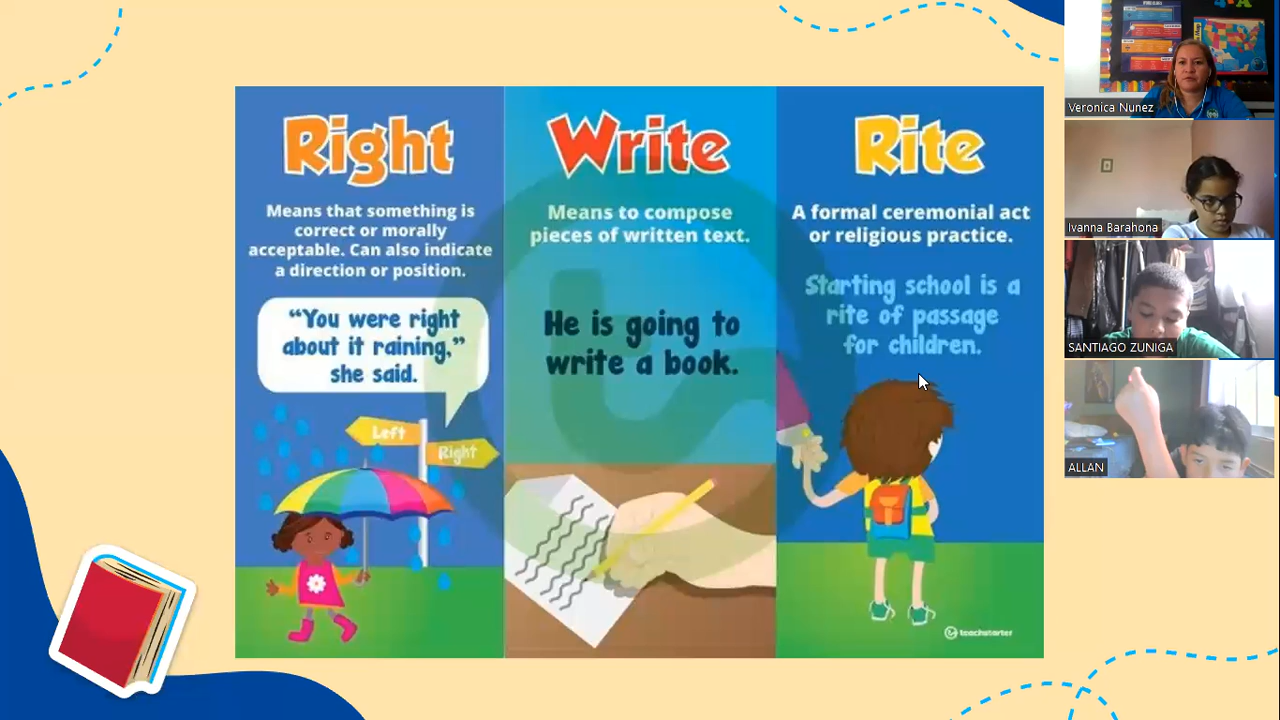 Right
Means that something is
correct or morally
acceptable. Can also indicate
a direction or position.
“You were right
about it raining,”
she said.
Left
Right
Write
Means to compose
pieces of written text.
He is going to
write a book.
Rite
A formal ceremonial act
or religious practice.
Starting school is a
rite of passage
for children.
teachstarter
Veronica Nunez
Ivanna Barahona
SANTIAGO ZUNIGA
ALLAN